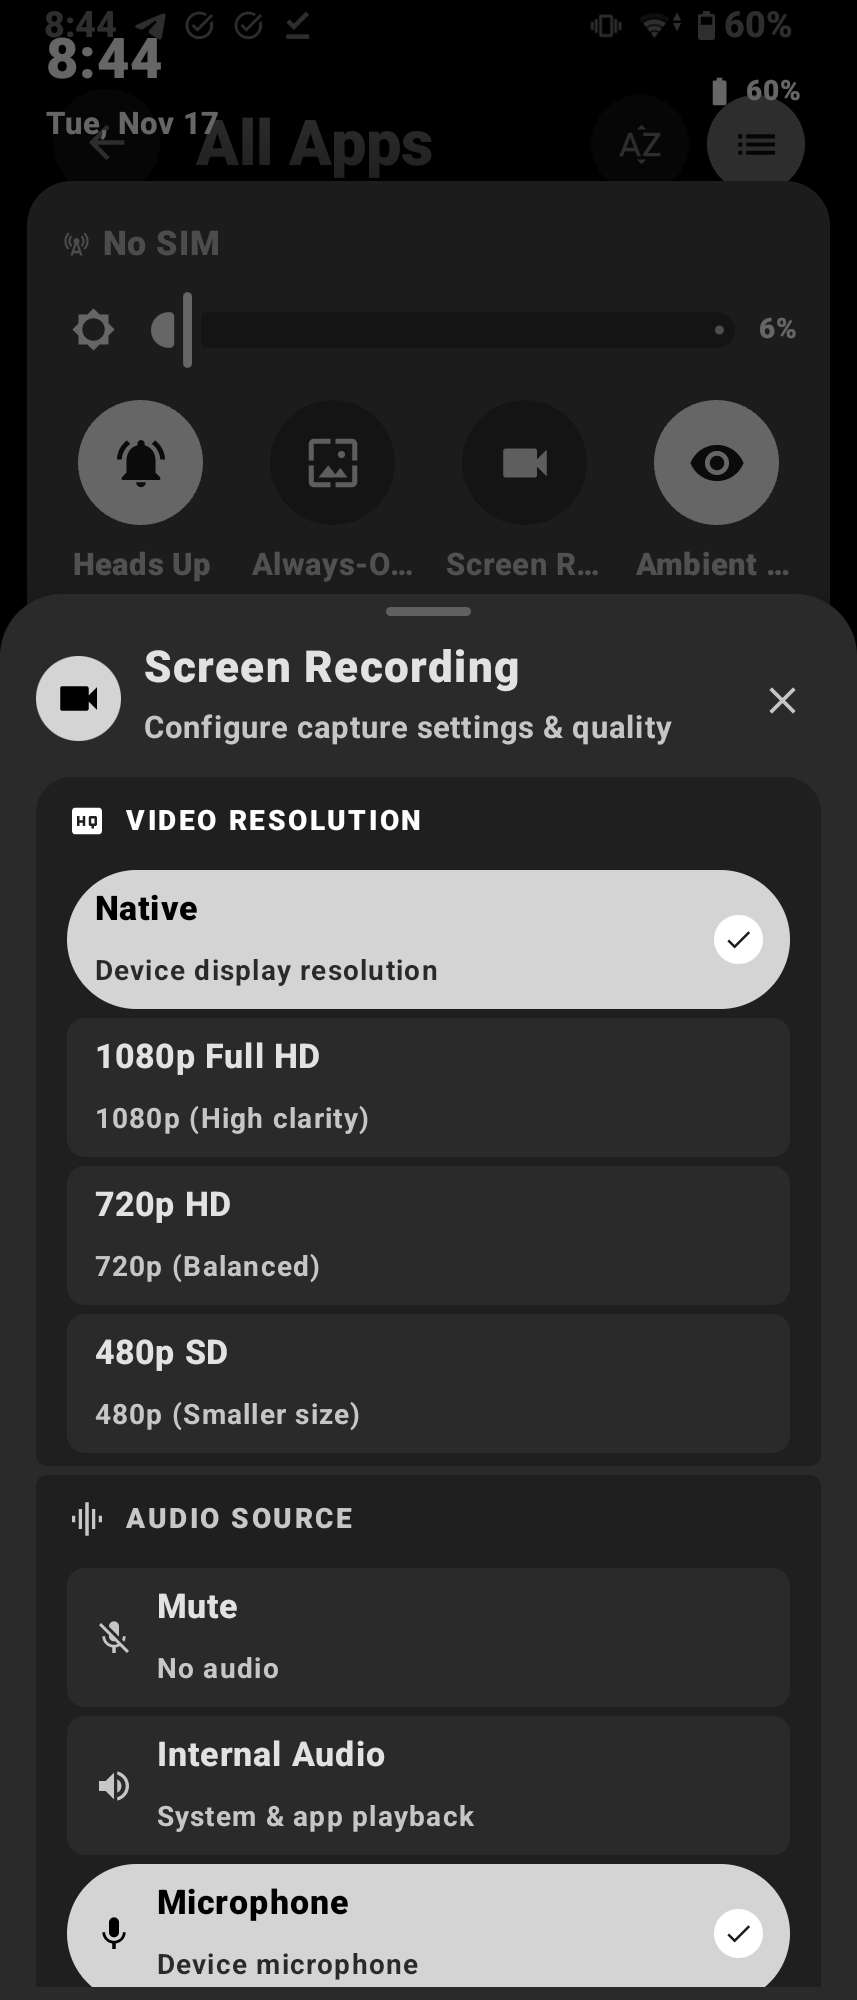 8:44
60%
8:44
60%
Tue, Nov 17
All Apps
AZ
No SIM
6%
Heads Up
Always-O...
Screen R...
Ambient ...
Screen Recording
Configure capture settings & quality
HQ VIDEO RESOLUTION
Native
Device display resolution
1080p Full HD
1080p (High clarity)
720p HD
720p (Balanced)
480p SD
480p (Smaller size)
AUDIO SOURCE
Mute
No audio
Internal Audio
System & app playback
Microphone
Device microphone